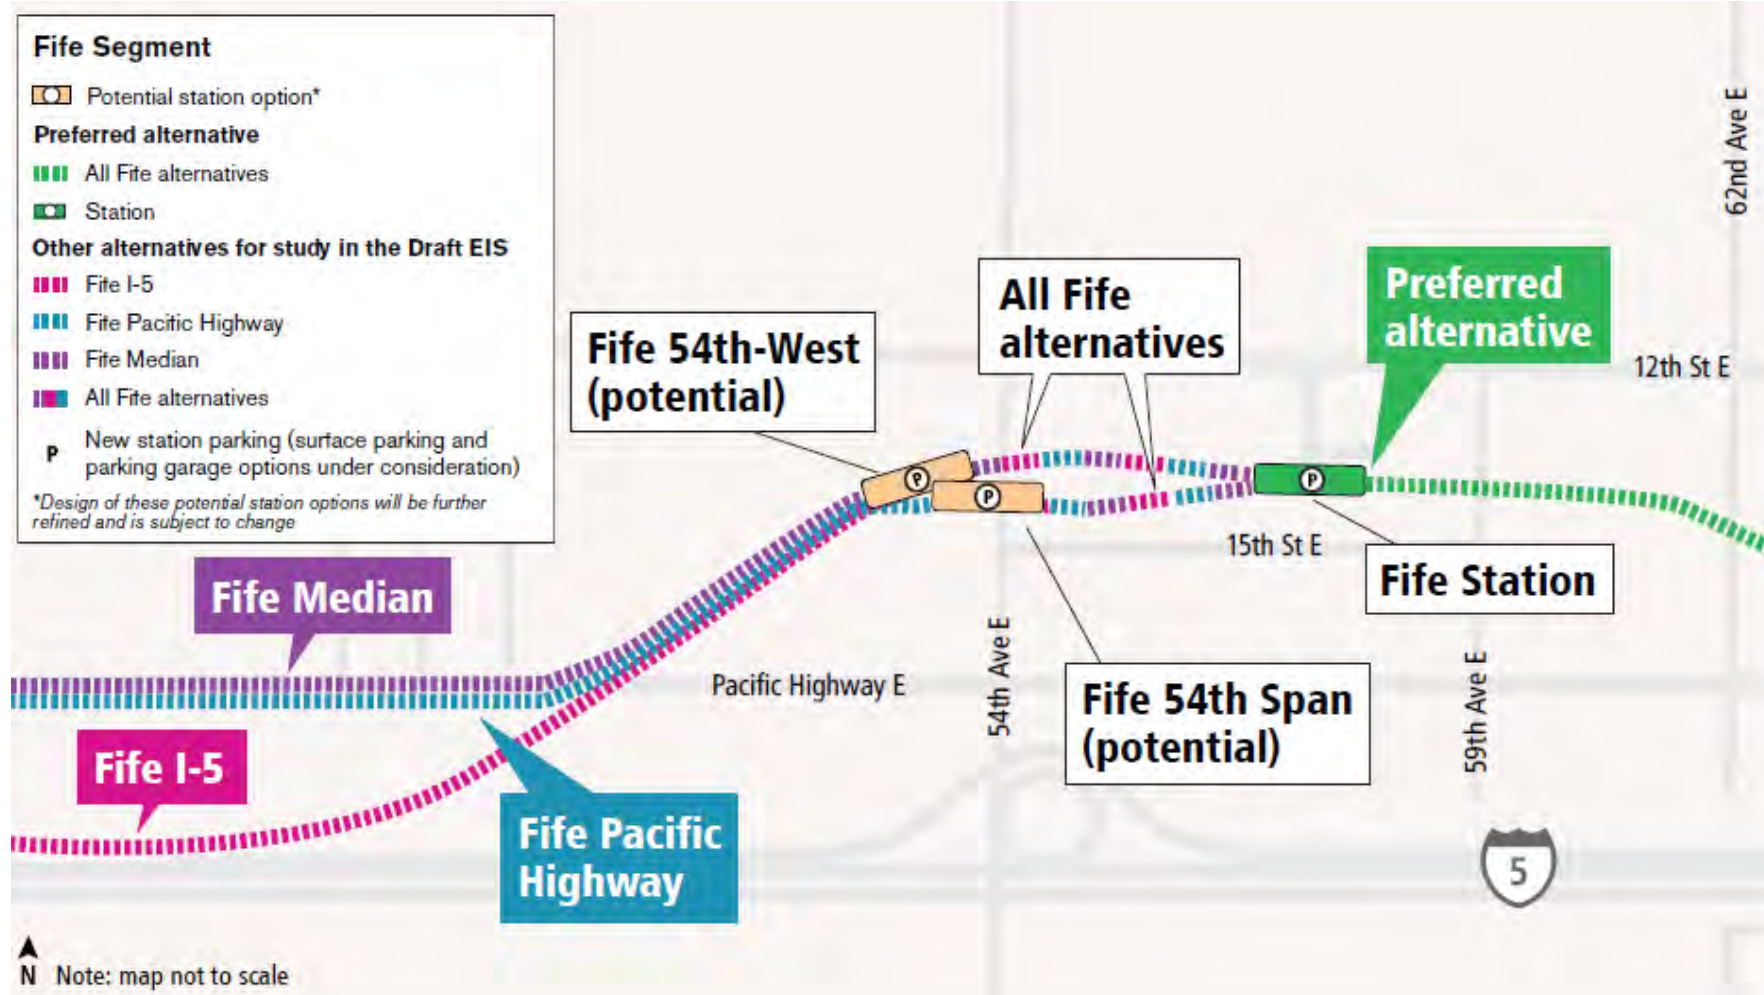 Fife Segment
Potential station option*
Preferred alternative
All Fife alternatives
Station
Other alternatives for study in the Draft EIS
Fife I-5
Fife Pacific Highway
Fife Median
All Fife alternatives
P
New station parking (surface parking and
parking garage options under consideration)
*Design of these potential station options will be further
refined and is subject to change
62nd Ave E
Preferred
alternative
All Fife
alternatives
Fife 54th-West
(potential)
12th St E
P
P
P
15th St E
Fife Station
Fife Median
Pacific Highway E
54th Ave E
Fife 54th Span
(potential)
59th Ave E
Fife I-5
Fife Pacific
Highway
5
N
Note: map not to scale